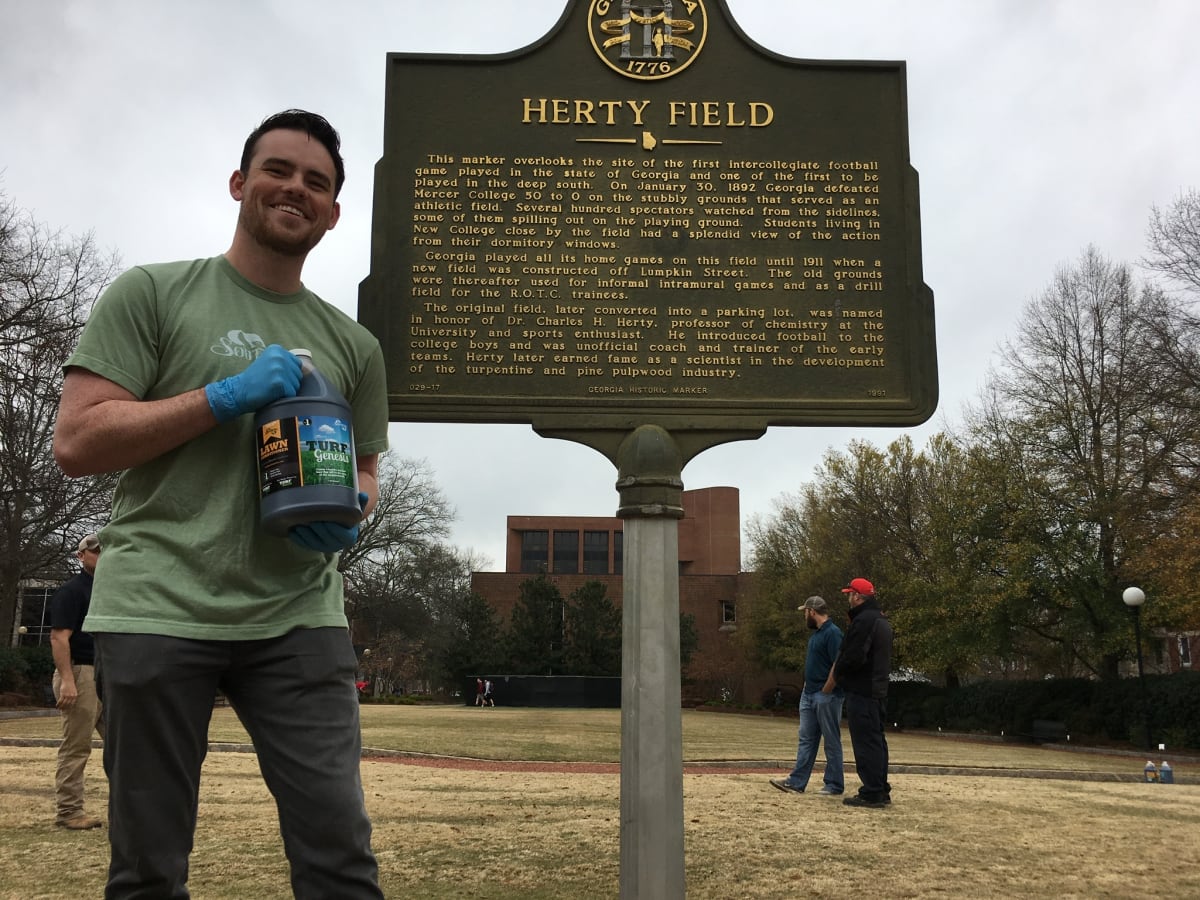 1776
HERTY FIELD
This marker overlooks the site of the first intercollegiate football
game played in the state of Georgia and one of the first to be
played in the deep south. On January 30, 1892 Georgia defeated
Mercer College 50 to 0 on the stubbly grounds that served as an
athletic field. Several hundred spectators watched from the sidelines,
some of them spilling out on the playing ground. Students living in
New College close by the field had a splendid view of the action
from their dormitory windows.
Georgia played all its home games on this field until 1911 when a
new field was constructed off Lumpkin Street. The old grounds
were thereafter used for informal intramural games and as a drill
field for the R.O.T.C. trainees.
The original field, later converted into a parking lot, was named
in honor of Dr. Charles H. Herty, professor of chemistry at the
University and sports enthusiast. He introduced football to the
college boys and was unofficial coach and trainer of the early
teams. Herty later earned fame as a scientist in the development
of the turpentine and pine pulpwood industry.
029-17 GEORGIA HISTORIC MARKER 1991
LAWN
TURF
Genesis